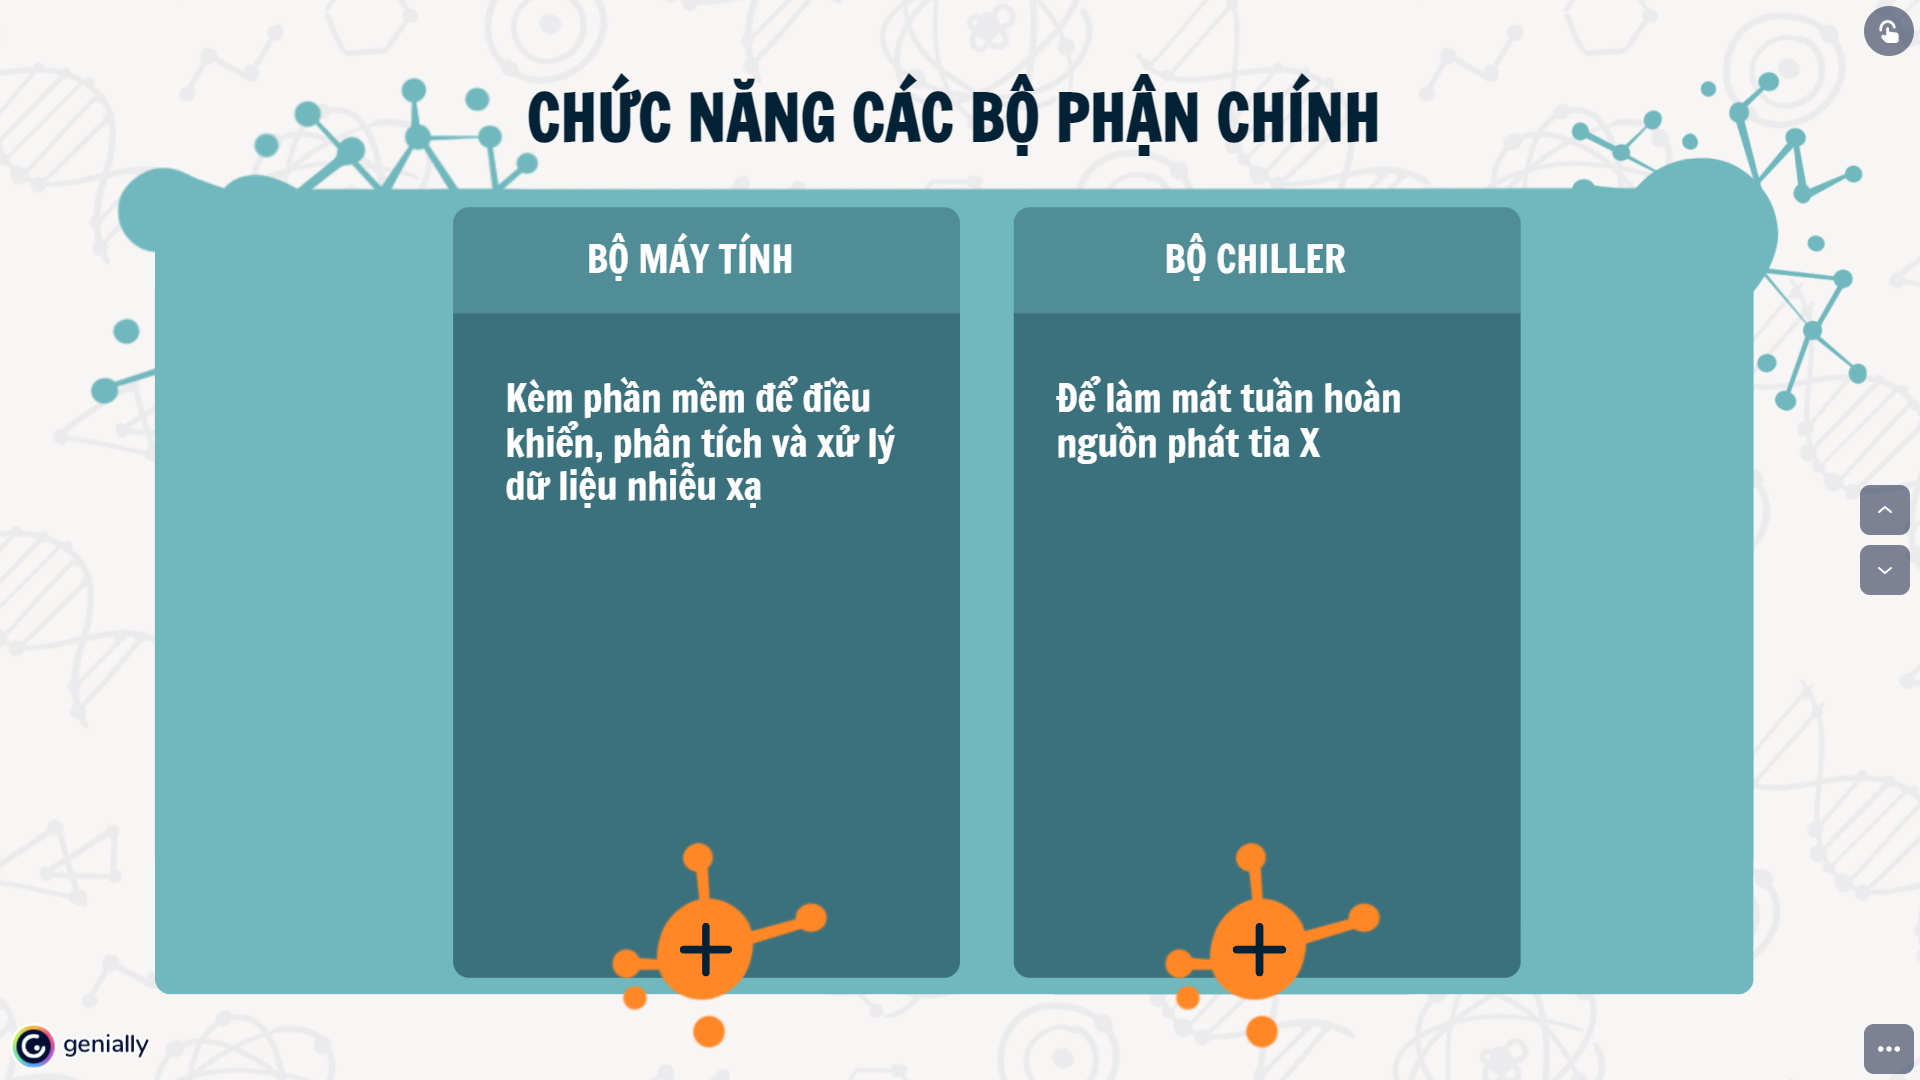 CHỨC NĂNG CÁC BỘ PHẬN CHÍNH
BỘ MÁY TÍNH
Kèm phần mềm để điều
khiển, phân tích và xử lý
dữ liệu nhiễu xạ
BỘ CHILLER
Để làm mát tuần hoàn
nguồn phát tia X
genially